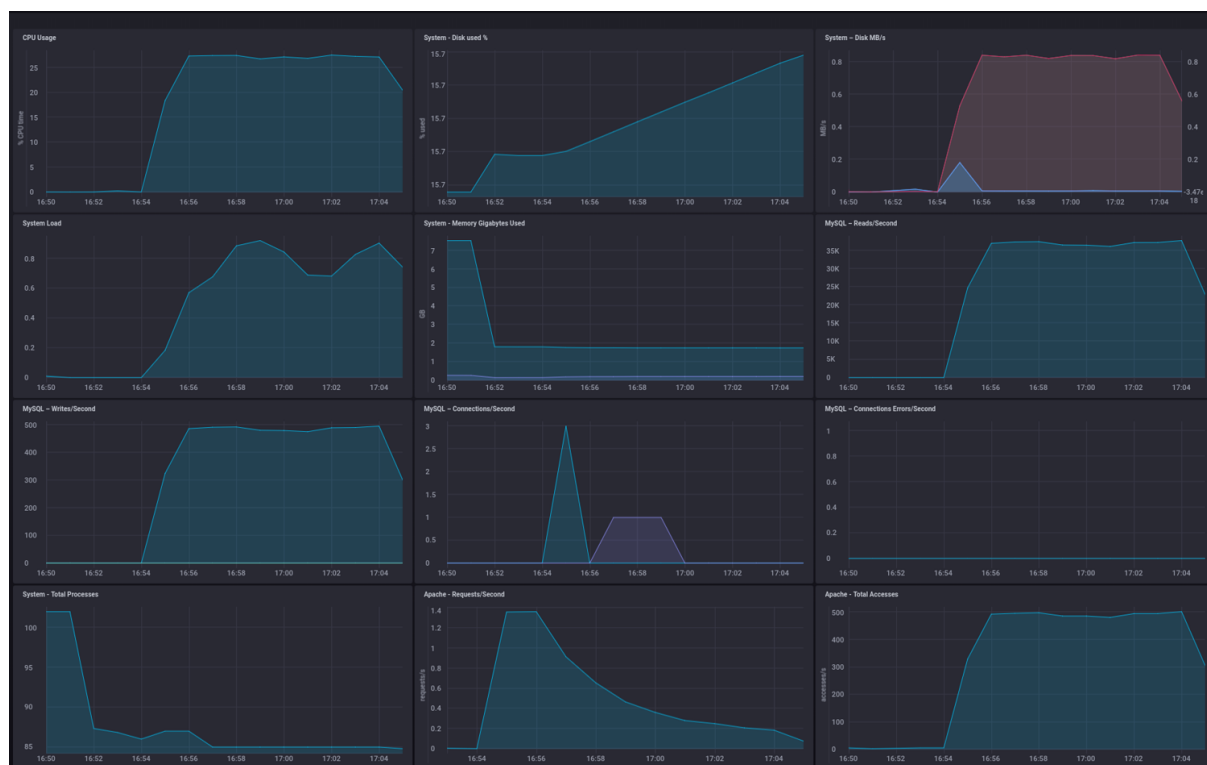 CPU Usage
% CPU time
25
20
15
10
5
0
16:50 16:52 16:54 16:56 16:58 17:00 17:02 17:04
System - Disk used %
% used
15.7
15.7
15.7
15.7
15.7
16:50 16:52 16:54 16:56 16:58 17:00 17:02 17:04
System – Disk MB/s
MB/s
0.8 0.8
0.6 0.6
0.4 0.4
0.2 0.2
0 -3.47e
-18
16:50 16:52 16:54 16:56 16:58 17:00 17:02 17:04
System Load
0.8
0.6
0.4
0.2
0
16:50 16:52 16:54 16:56 16:58 17:00 17:02 17:04
System - Memory Gigabytes Used
GB
7
6
5
4
3
2
1
0
16:50 16:52 16:54 16:56 16:58 17:00 17:02 17:04
MySQL – Reads/Second
35K
30K
25K
20K
15K
10K
5K
0
16:50 16:52 16:54 16:56 16:58 17:00 17:02 17:04
MySQL – Writes/Second
500
400
300
200
100
0
16:50 16:52 16:54 16:56 16:58 17:00 17:02 17:04
MySQL – Connections/Second
3
2.5
2
1.5
1
0.5
0
16:50 16:52 16:54 16:56 16:58 17:00 17:02 17:04
MySQL – Connections Errors/Second
1
0.8
0.6
0.4
0.2
0
16:50 16:52 16:54 16:56 16:58 17:00 17:02 17:04
System - Total Processes
100
95
90
85
16:50 16:52 16:54 16:56 16:58 17:00 17:02 17:04
Apache - Requests/Second
requests/s
1.4
1.2
1
0.8
0.6
0.4
0.2
0
16:54 16:56 16:58 17:00 17:02 17:04
Apache - Total Accesses
accesses/s
500
400
300
200
100
0
16:50 16:52 16:54 16:56 16:58 17:00 17:02 17:04